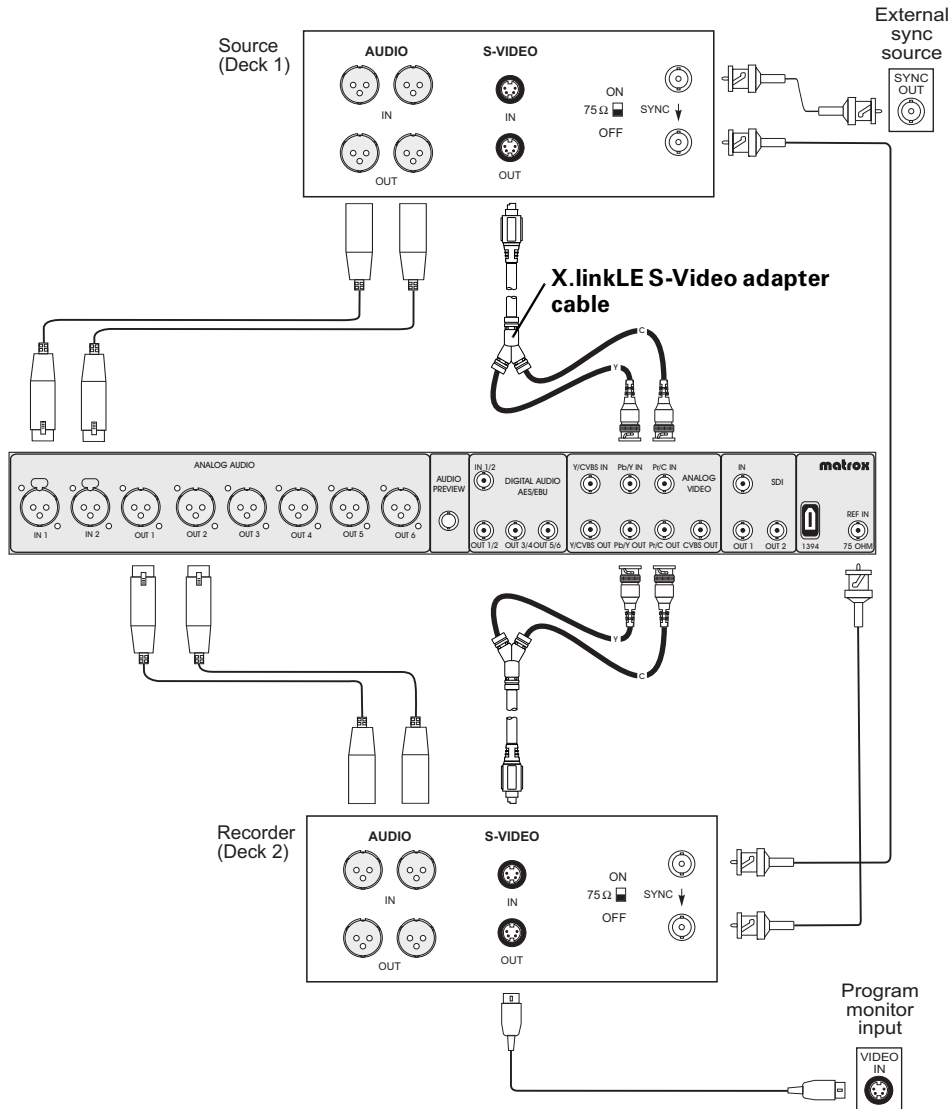 External
sync
source
SYNC
OUT
Source
(Deck 1)
AUDIO
S-VIDEO
IN
IN
OUT
OUT
ON
75Ω
OFF
SYNC
X.linkLE S-Video adapter
cable
C
Y
ANALOG AUDIO
IN 1
IN 2
OUT 1
OUT 2
OUT 3
OUT 4
OUT 5
OUT 6
AUDIO
PREVIEW
IN 1/2
DIGITAL AUDIO
AES/EBU
OUT 1/2
OUT 3/4
OUT 5/6
Y/CVBS IN
Pb/Y IN
Pr/C IN
ANALOG
VIDEO
Y/CVBS OUT
Pb/Y OUT
Pr/C OUT
CVBS OUT
IN
SDI
OUT 1
OUT 2
matrox
1394
REF IN
75 OHM
Y
C
Recorder
(Deck 2)
AUDIO
S-VIDEO
IN
IN
OUT
OUT
ON
75Ω
OFF
SYNC
Program
monitor
input
VIDEO
IN